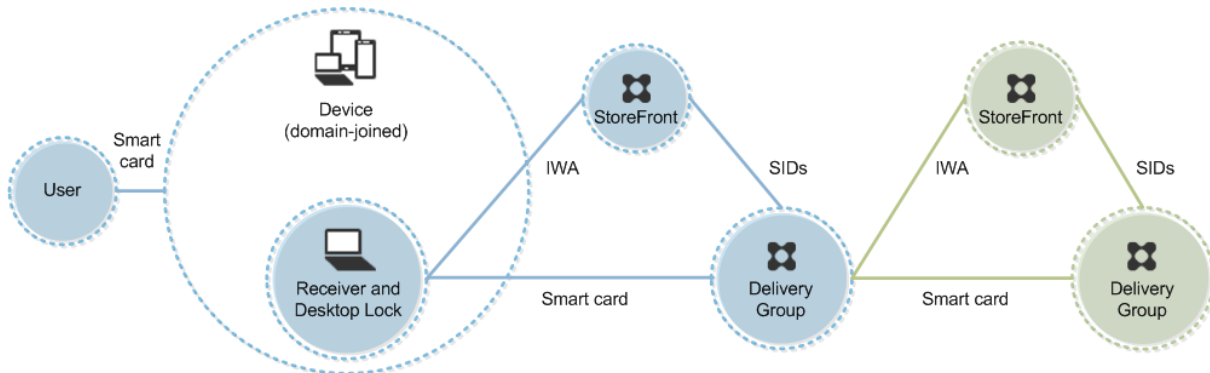 User
Smart
card
Device
(domain-joined)
Receiver and
Desktop Lock
IWA
StoreFront
SIDs
Smart card
Delivery
Group
IWA
StoreFront
SIDs
Smart card
Delivery
Group